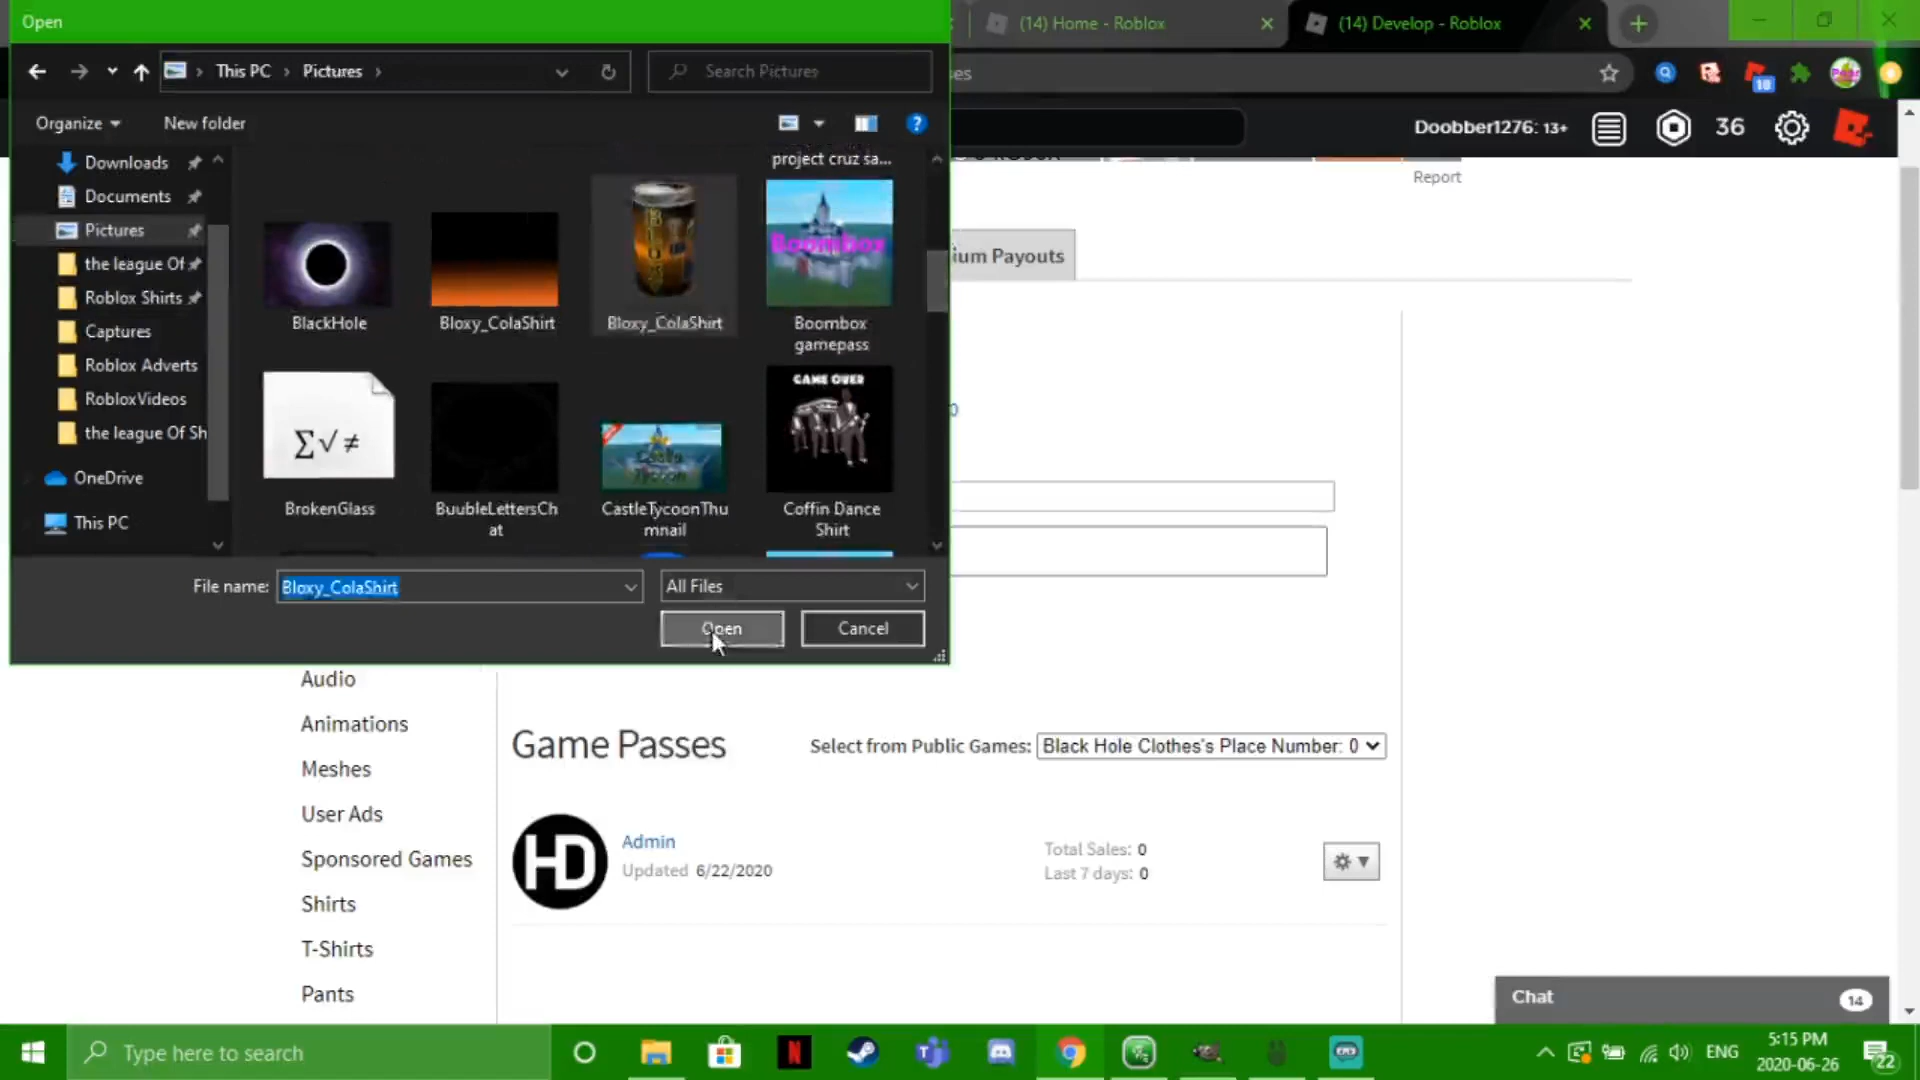 Open
(14) Home - Roblox
(14) Develop - Roblox
This PC > Pictures >
Search Pictures
es
Organize
New folder
Doobber1276: 13+
36
10
Report
Downloads
Documents
Pictures
the league Of
Roblox Shirts
Captures
Roblox Adverts
RobloxVideos
the league Of Sh
OneDrive
This PC
project cruz sa...
BlackHole
Bloxy_ColaShirt
Bloxy_ColaShirt
Boombox
Boombox
gamepass
GAME OVER
∑√≠
BrokenGlass
BuubleLettersCh
at
CastleTycoonThu
mnail
Coffin Dance
Shirt
ium Payouts
0
File name:
Bloxy_ColaShirt
All Files
Open
Cancel
Audio
Animations
Meshes
User Ads
Sponsored Games
Shirts
T-Shirts
Pants
Game Passes
Select from Public Games:
Black Hole Clothes's Place Number: 0
HD
Admin
Updated 6/22/2020
Total Sales: 0
Last 7 days: 0
Chat
14
Type here to search
ENG
5:15 PM
2020-06-26
22